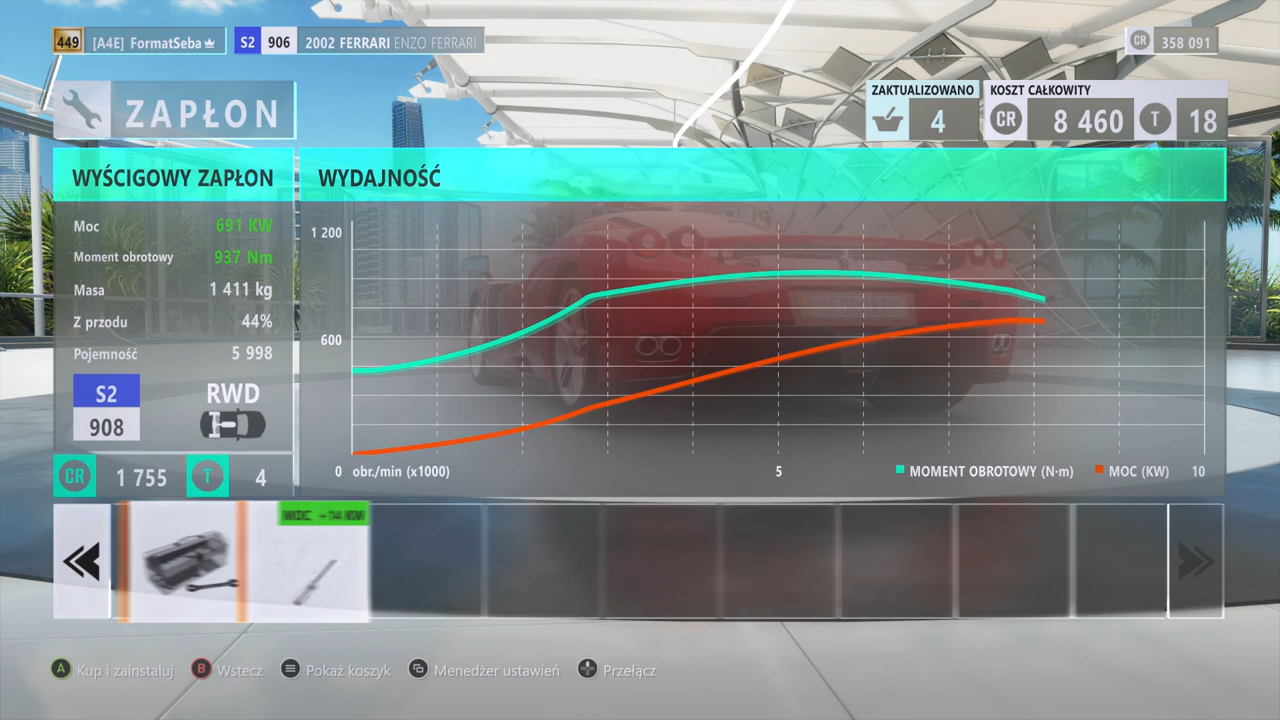 449 [A4E] FormatSeba S2 906 2002 FERRARI ENZO FERRARI CR 358 091
ZAPŁON
ZAKTUALIZOWANO 4
KOSZT CAŁKOWITY CR 8 460 T 18
WYŚCIGOWY ZAPŁON
WYDAJNOŚĆ
Moc 691 KW
Moment obrotowy 937 Nm
Masa 1 411 kg
Z przodu 44%
Pojemność 5 998
S2 RWD
908
CR 1 755 T 4
1 200
600
0 obr./min (x1000) 5 MOMENT OBROTOWY (N·m) MOC (KW) 10
MOC +14 KW
A Kup i zainstaluj B Wstecz Pokaż koszyk Menedżer ustawień Przełącz